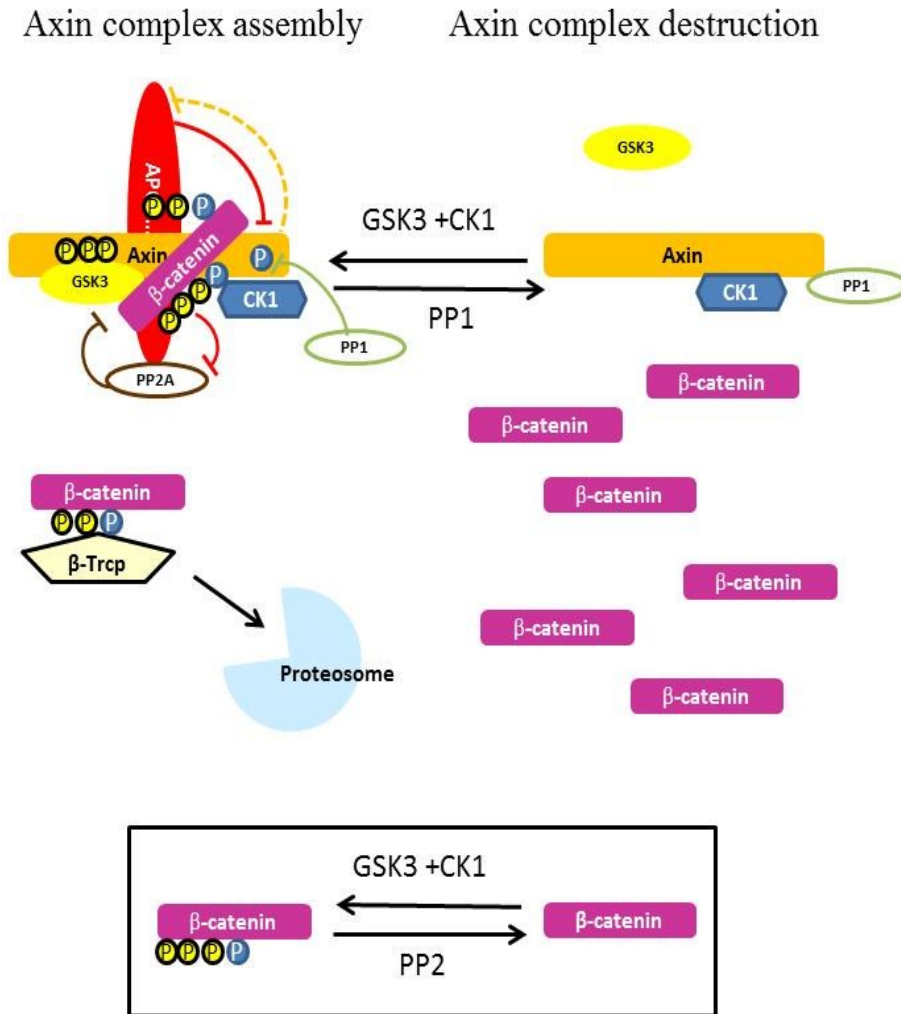 Axin complex assembly
Axin complex destruction
GSK3
GSK3 +CK1
PP1
P P P
P P P
Axin
β-catenin
P
GSK3
P P P P
CK1
PP1
PP2A
Axin
CK1
PP1
β-catenin
β-catenin
β-catenin
β-catenin
β-catenin
β-catenin
β-catenin
P P P
β-Trcp
Proteosome
GSK3 +CK1
PP2
β-catenin
P P P P
β-catenin